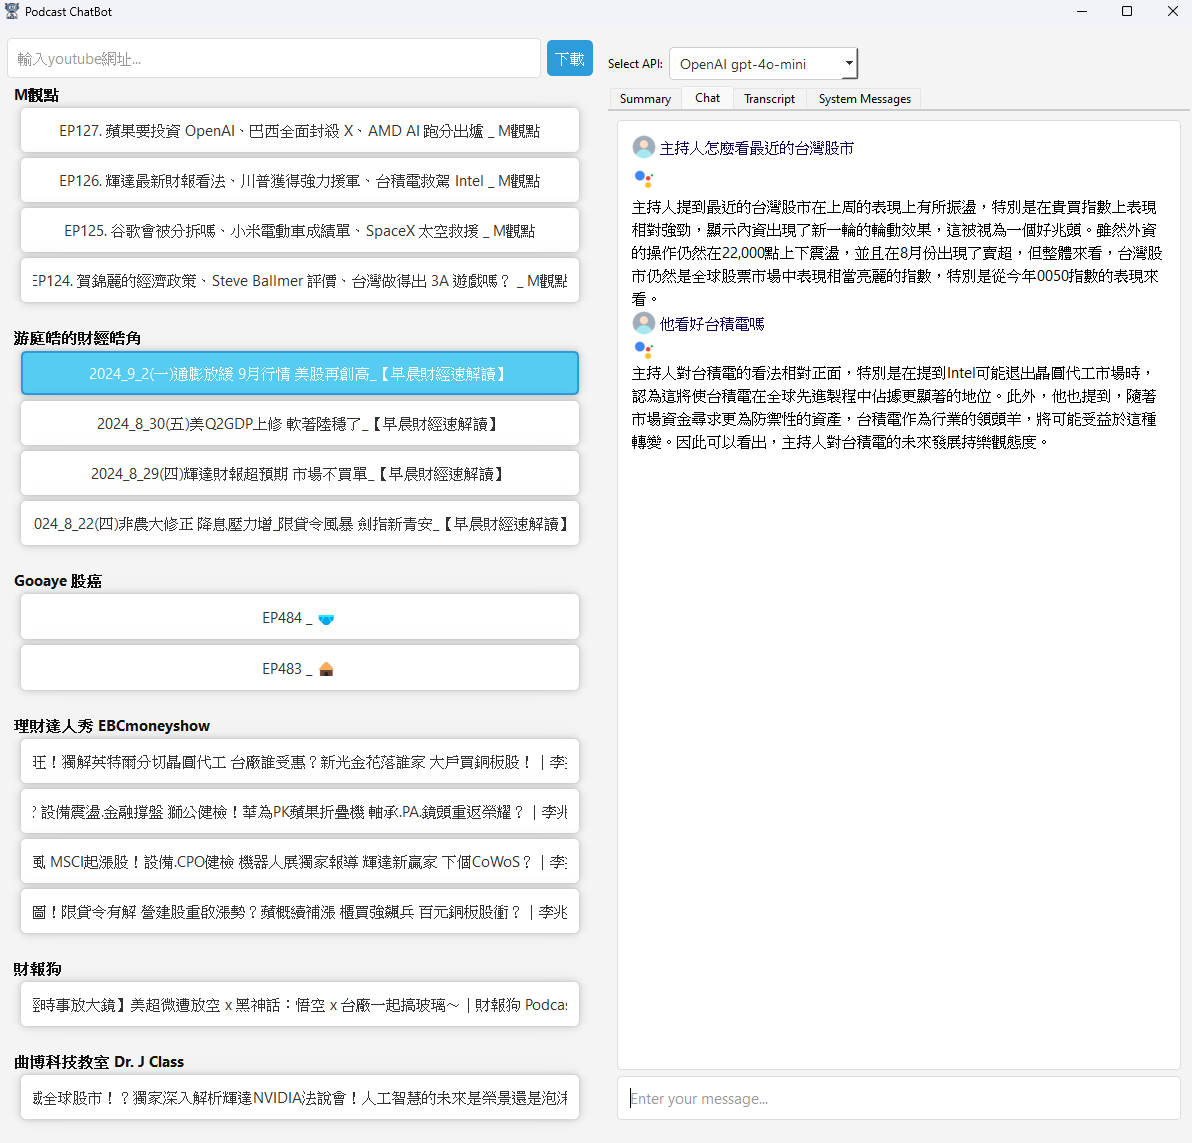 Podcast ChatBot
輸入youtube網址...
下載
M觀點
EP127. 蘋果要投資 OpenAI、巴西全面封殺 X、AMD AI 跑分出爐 _ M觀點
EP126. 輝達最新財報看法、川普獲得強力援軍、台積電救駕 Intel _ M觀點
EP125. 谷歌會被分拆嗎、小米電動車成績單、SpaceX 太空救援 _ M觀點
EP124. 賀錦麗的經濟政策、Steve Ballmer 評價、台灣做得出 3A 遊戲嗎？ _ M觀點
游庭皓的財經皓角
2024_9_2(一)通膨放緩 9月行情 美股再創高_【早晨財經速解讀】
2024_8_30(五)美Q2GDP上修 軟著陸穩了_【早晨財經速解讀】
2024_8_29(四)輝達財報超預期 市場不買單_【早晨財經速解讀】
024_8_22(四)非農大修正 降息壓力增_限貸令風暴 劍指新青安_【早晨財經速解讀】
Gooaye 股癌
EP484 _ 🩲
EP483 _ 🛖
理財達人秀 EBCmoneyshow
旺！獨解英特爾分切晶圓代工 台廠誰受惠？新光金花落誰家 大戶買銅板股！｜李
? 設備震盪.金融撐盤 獅公健檢！華為PK蘋果折疊機 軸承.PA.鏡頭重返榮耀？｜李兆
風 MSCI起漲股！設備.CPO健檢 機器人展獨家報導 輝達新贏家 下個CoWoS？｜李
圖！限貸令有解 營建股重啟漲勢？蘋概續補漲 櫃買強飆兵 百元銅板股衝？｜李兆
財報狗
時事放大鏡】美超微遭放空 x 黑神話：悟空 x 台廠一起搞玻璃～｜財報狗 Podcas
曲博科技教室 Dr. J Class
全球股市！？獨家深入解析輝達NVIDIA法說會！人工智慧的未來是榮景還是泡沫
Select API:
OpenAI gpt-4o-mini
Summary
Chat
Transcript
System Messages
主持人怎麼看最近的台灣股市
主持人提到最近的台灣股市在上周的表現上有所振盪，特別是在貴買指數上表現
相對強勁，顯示內資出現了新一輪的輪動效果，這被視為一個好兆頭。雖然外資
的操作仍然在22,000點上下震盪，並且在8月份出現了賣超，但整體來看，台灣股
市仍然是全球股票市場中表現相當亮麗的指數，特別是從今年0050指數的表現來
看。
他看好台積電嗎
主持人對台積電的看法相對正面，特別是在提到Intel可能退出晶圓代工市場時，
認為這將使台積電在全球先進製程中佔據更顯著的地位。此外，他也提到，隨著
市場資金尋求更為防禦性的資產，台積電作為行業的領頭羊，將可能受益於這種
轉變。因此可以看出，主持人對台積電的未來發展持樂觀態度。
Enter your message...